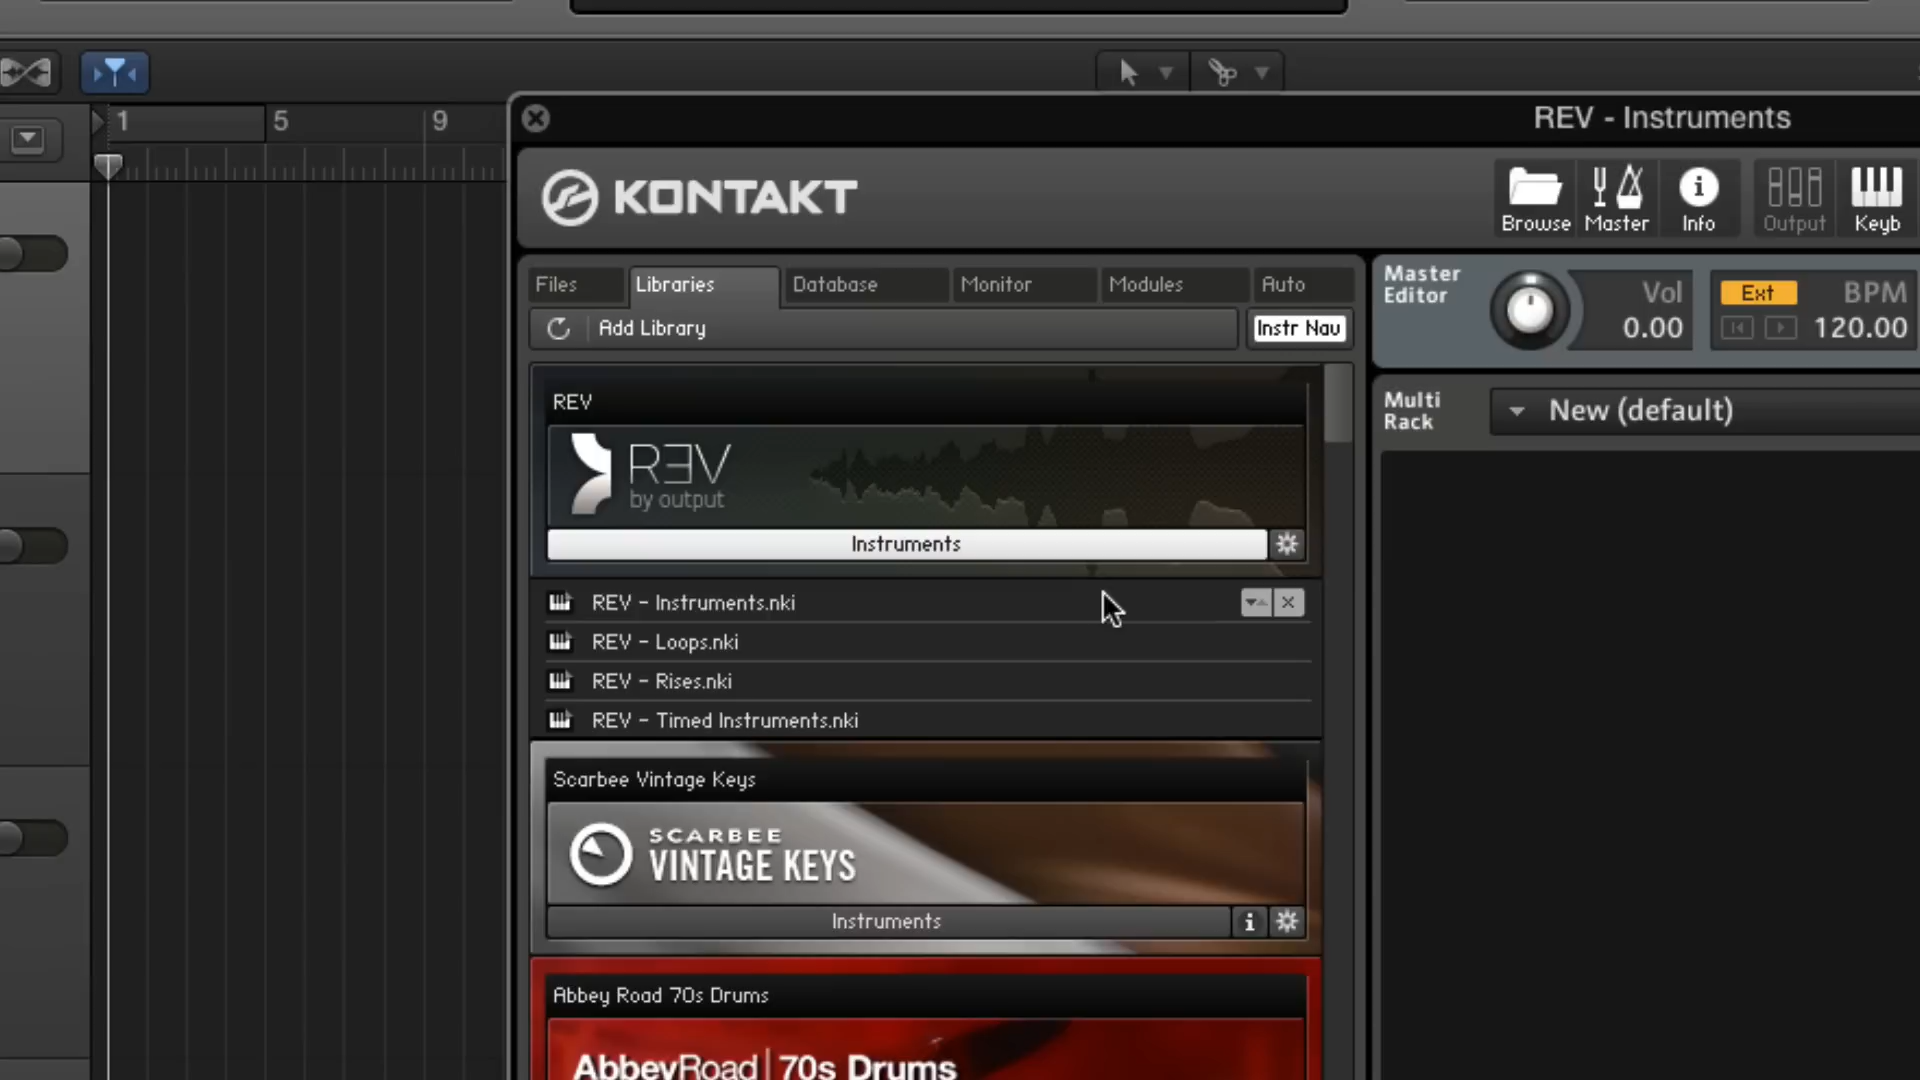 1 5 9
REV - Instruments
KONTAKT
Browse Master Info Output Keyb
Files Libraries Database Monitor Modules Auto
Add Library Instr Nav
Master Editor
Vol
0.00
Ext BPM
120.00
Multi Rack
New (default)
REV
RƎV
by output
Instruments
REV - Instruments.nki
REV - Loops.nki
REV - Rises.nki
REV - Timed Instruments.nki
Scarbee Vintage Keys
SCARBEE
VINTAGE KEYS
Instruments
Abbey Road 70s Drums
AbbeyRoad | 70s Drums